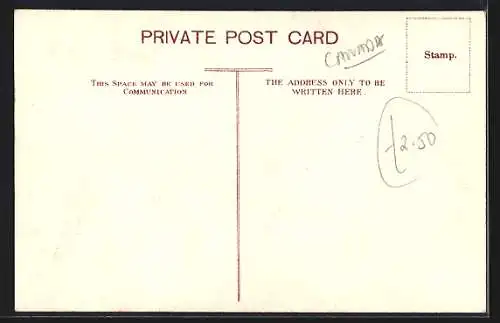 PRIVATE POST CARD
CANADA
Stamp.
THIS SPACE MAY BE USED FOR
COMMUNICATION
THE ADDRESS ONLY TO BE
WRITTEN HERE.
£2.50